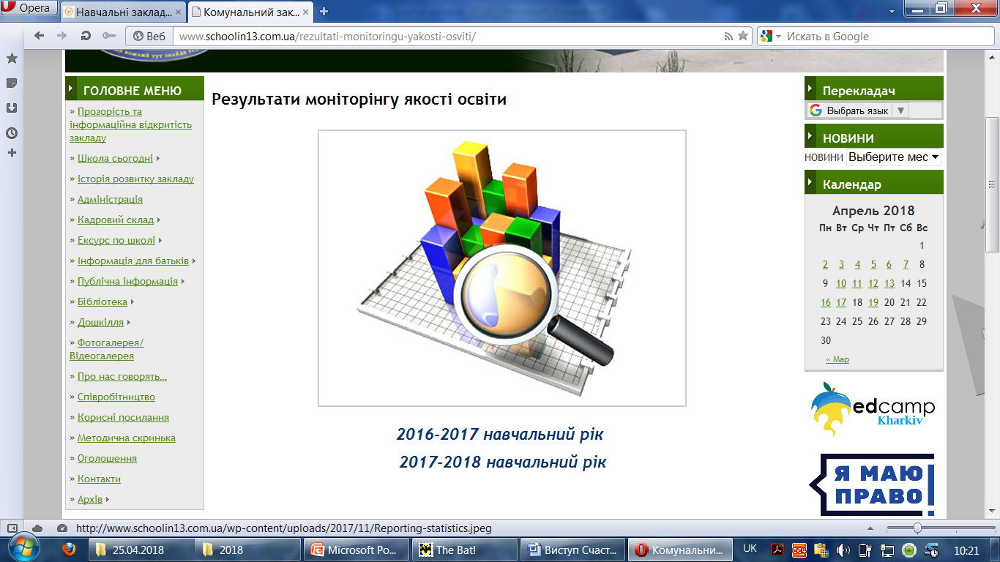 Opera
Навчальні заклад...
Комунальний зак...
Веб
www.schoolin13.com.ua/rezultati-monitoringu-yakosti-osviti/
Искать в Google
ГОЛОВНЕ МЕНЮ
» Прозорість та
інформаційна відкритість
закладу
» Школа сьогодні
» Історія розвитку закладу
» Адміністрація
» Кадровий склад
» Ексурс по школі
» Інформація для батьків
» Публічна інформація
» Бібліотека
» Дошкілля
» Фотогалерея/
Відеогалерея
» Про нас говорять...
» Співробітництво
» Корисні посилання
» Методична скринька
» Оголошення
» Контакти
» Архів
Результати моніторінгу якості освіти
2016-2017 навчальний рік
2017-2018 навчальний рік
Перекладач
Выбрать язык
НОВИНИ
НОВИНИ Выберите мес
Календар
Апрель 2018
Пн Вт Ср Чт Пт Сб Вс
1
2 3 4 5 6 7 8
9 10 11 12 13 14 15
16 17 18 19 20 21 22
23 24 25 26 27 28 29
30
« Мар
edcamp
Kharkiv
Я МАЮ
ПРАВО!
http://www.schoolin13.com.ua/wp-content/uploads/2017/11/Reporting-statistics.jpeg
25.04.2018
2018
Microsoft Po...
The Bat!
Виступ Счаст...
Комунальни...
UK
10:21